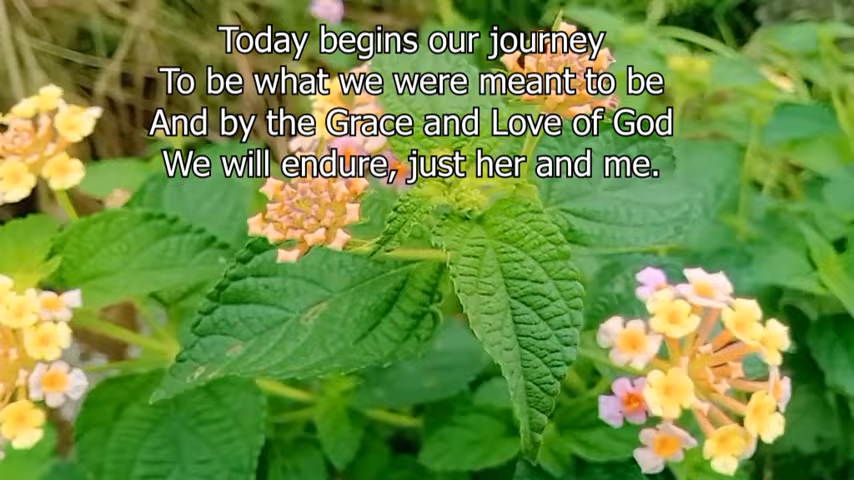 Today begins our journey
To be what we were meant to be
And by the Grace and Love of God
We will endure, just her and me.